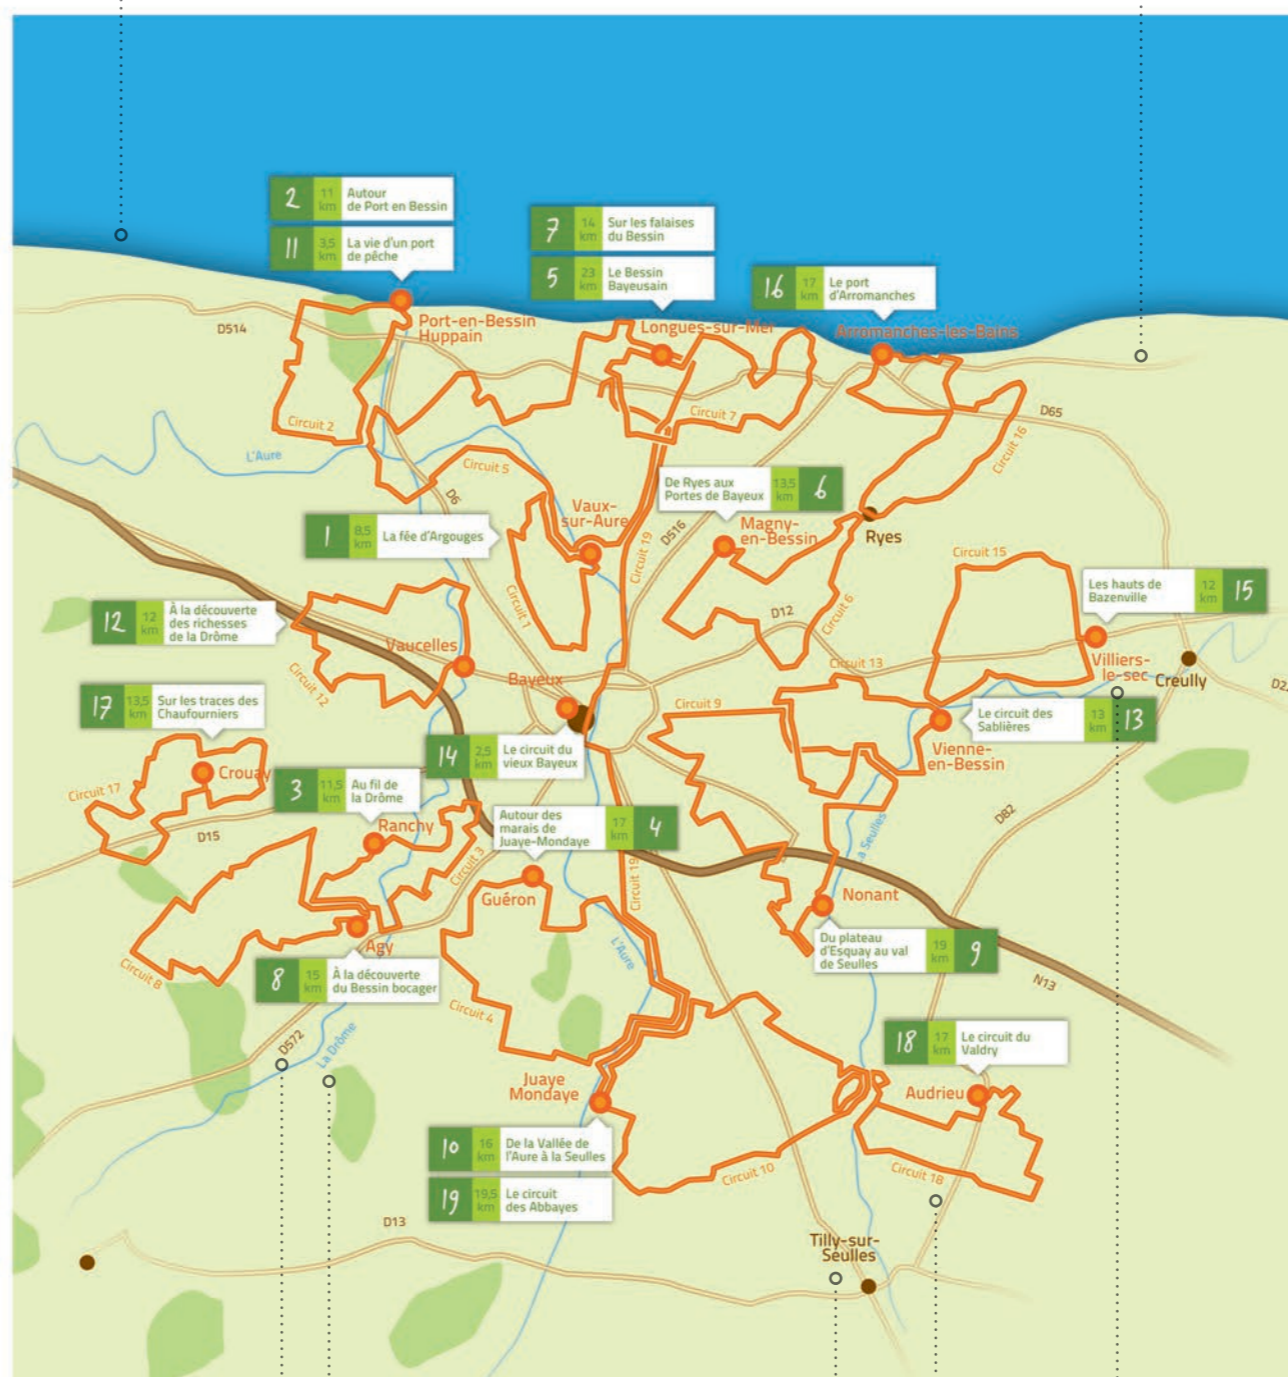 2
11
km
Autour
de Port en Bessin
11
3,5
km
La vie d'un port
de pêche
7
14
km
Sur les falaises
du Bessin
5
23
km
Le Bessin
Bayeusain
16
17
km
Le port
d'Arromanches
D514
Port-en-Bessin
Huppain
Longues-sur-Mer
Arromanches-les-Bains
Circuit 2
Circuit 7
D65
Circuit 16
L'Aure
Circuit 5
D6
De Ryes aux
Portes de Bayeux
13,5
km
6
1
8,5
km
La fée d'Argouges
Vaux-
sur-Aure
Circuit 19
D516
Magny-
en-Bessin
Ryes
Circuit 15
Les hauts de
Bazenville
12
km
15
12
12
km
À la découverte
des richesses
de la Drôme
Circuit 1
D12
Circuit 6
Vaucelles
Circuit 12
Bayeux
Circuit 13
Villiers-
le-sec
Creully
D2
17
13,5
km
Sur les traces des
Chaufourniers
Circuit 9
Le circuit des
Sablières
13
km
13
14
2,5
km
Le circuit du
vieux Bayeux
Vienne-
en-Bessin
Crouay
Circuit 17
3
11,5
km
Au fil de
la Drôme
Autour des
marais de
Juaye-Mondaye
17
km
4
D15
Ranchy
Circuit 3
Circuit 19
La Seulles
D82
Guéron
Nonant
Agy
Circuit 8
L'Aure
Du plateau
d'Esquay au val
de Seulles
19
km
9
8
15
km
À la découverte
du Bessin bocager
Circuit 4
N13
D572
La Drôme
18
17
km
Le circuit du
Valdry
Juaye
Mondaye
Audrieu
10
16
km
De la Vallée de
l'Aure à la Seulles
Circuit 10
Circuit 18
19
19,5
km
Le circuit
des Abbayes
D13
Tilly-sur-
Seulles